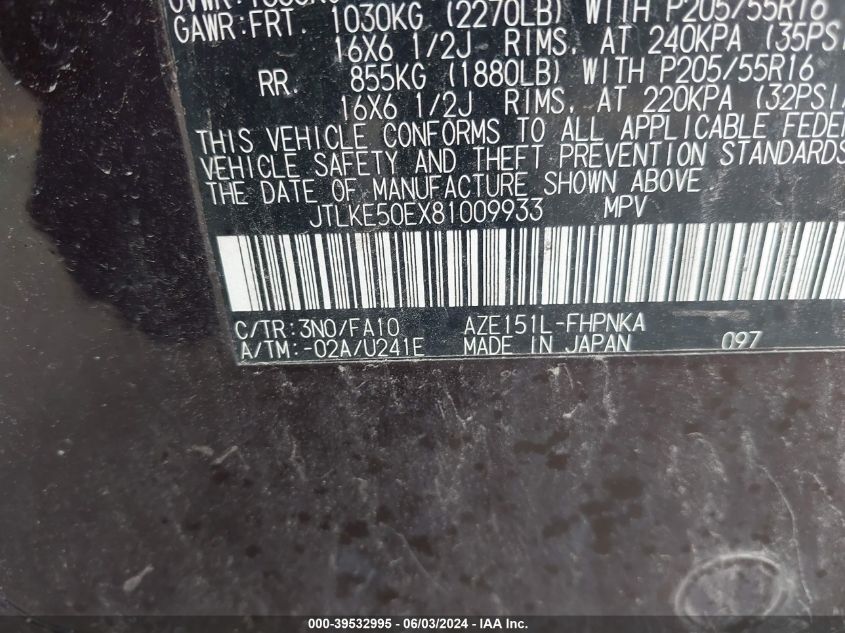 GAWR:FRT. 1030KG (2270LB) WITH P205/55R16
16X6 1/2J RIMS, AT 240KPA (35PSI
RR. 855KG (1880LB) WITH P205/55R16
16X6 1/2J RIMS, AT 220KPA (32PSI
THIS VEHICLE CONFORMS TO ALL APPLICABLE FEDE
VEHICLE SAFETY AND THEFT PREVENTION STANDARDS
THE DATE OF MANUFACTURE SHOWN ABOVE.
JTLKE50EX81009933 MPV
C/TR:3N0/FA10 AZE151L-FHPNKA
A/TM:-02A/U241E MADE IN JAPAN 097
000-39532995 - 06/03/2024 - IAA Inc.